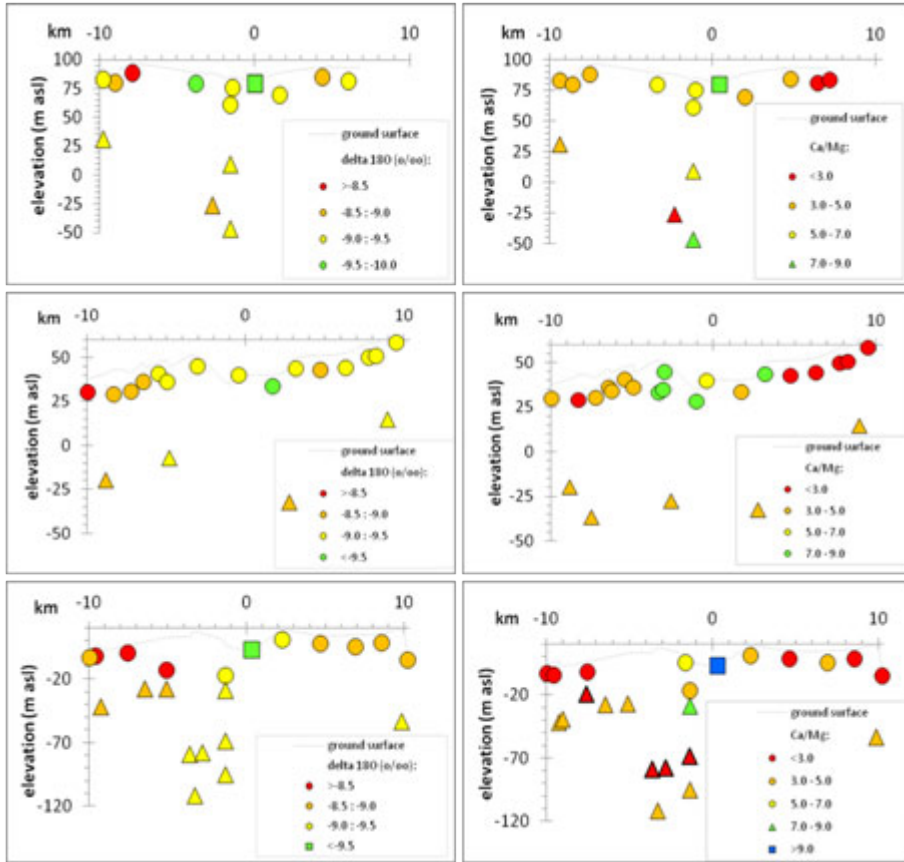 km
-10
0
10
100
75
50
25
0
-25
-50
elevation (m asl)
ground surface
delta 18O (o/oo):
>-8.5
-8.5 : -9.0
-9.0 : -9.5
-9.5 : -10.0
km
-10
0
10
100
75
50
25
0
-25
-50
elevation (m asl)
ground surface
Ca/Mg:
<3.0
3.0 - 5.0
5.0 - 7.0
7.0 - 9.0
km
-10
0
10
50
25
0
-25
-50
elevation (m asl)
ground surface
delta 18O (o/oo):
>-8.5
-8.5 : -9.0
-9.0 : -9.5
<-9.5
km
-10
0
10
50
25
0
-25
-50
elevation (m asl)
ground surface
Ca/Mg:
<3.0
3.0 - 5.0
5.0 - 7.0
7.0 - 9.0
km
-10
0
10
-20
-70
-120
elevation (m asl)
ground surface
delta 18O (o/oo):
>-8.5
-8.5 : -9.0
-9.0 : -9.5
<-9.5
km
-10
0
10
-20
-70
-120
elevation (m asl)
ground surface
Ca/Mg:
<3.0
3.0 - 5.0
5.0 - 7.0
7.0 - 9.0
>9.0